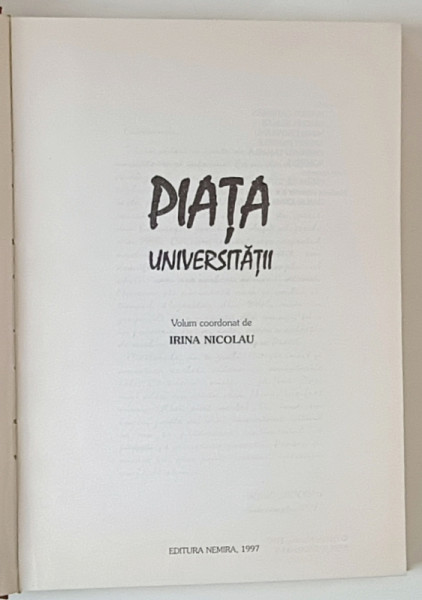 PIAȚA
UNIVERSITĂȚII
Volum coordonat de
IRINA NICOLAU
EDITURA NEMIRA, 1997